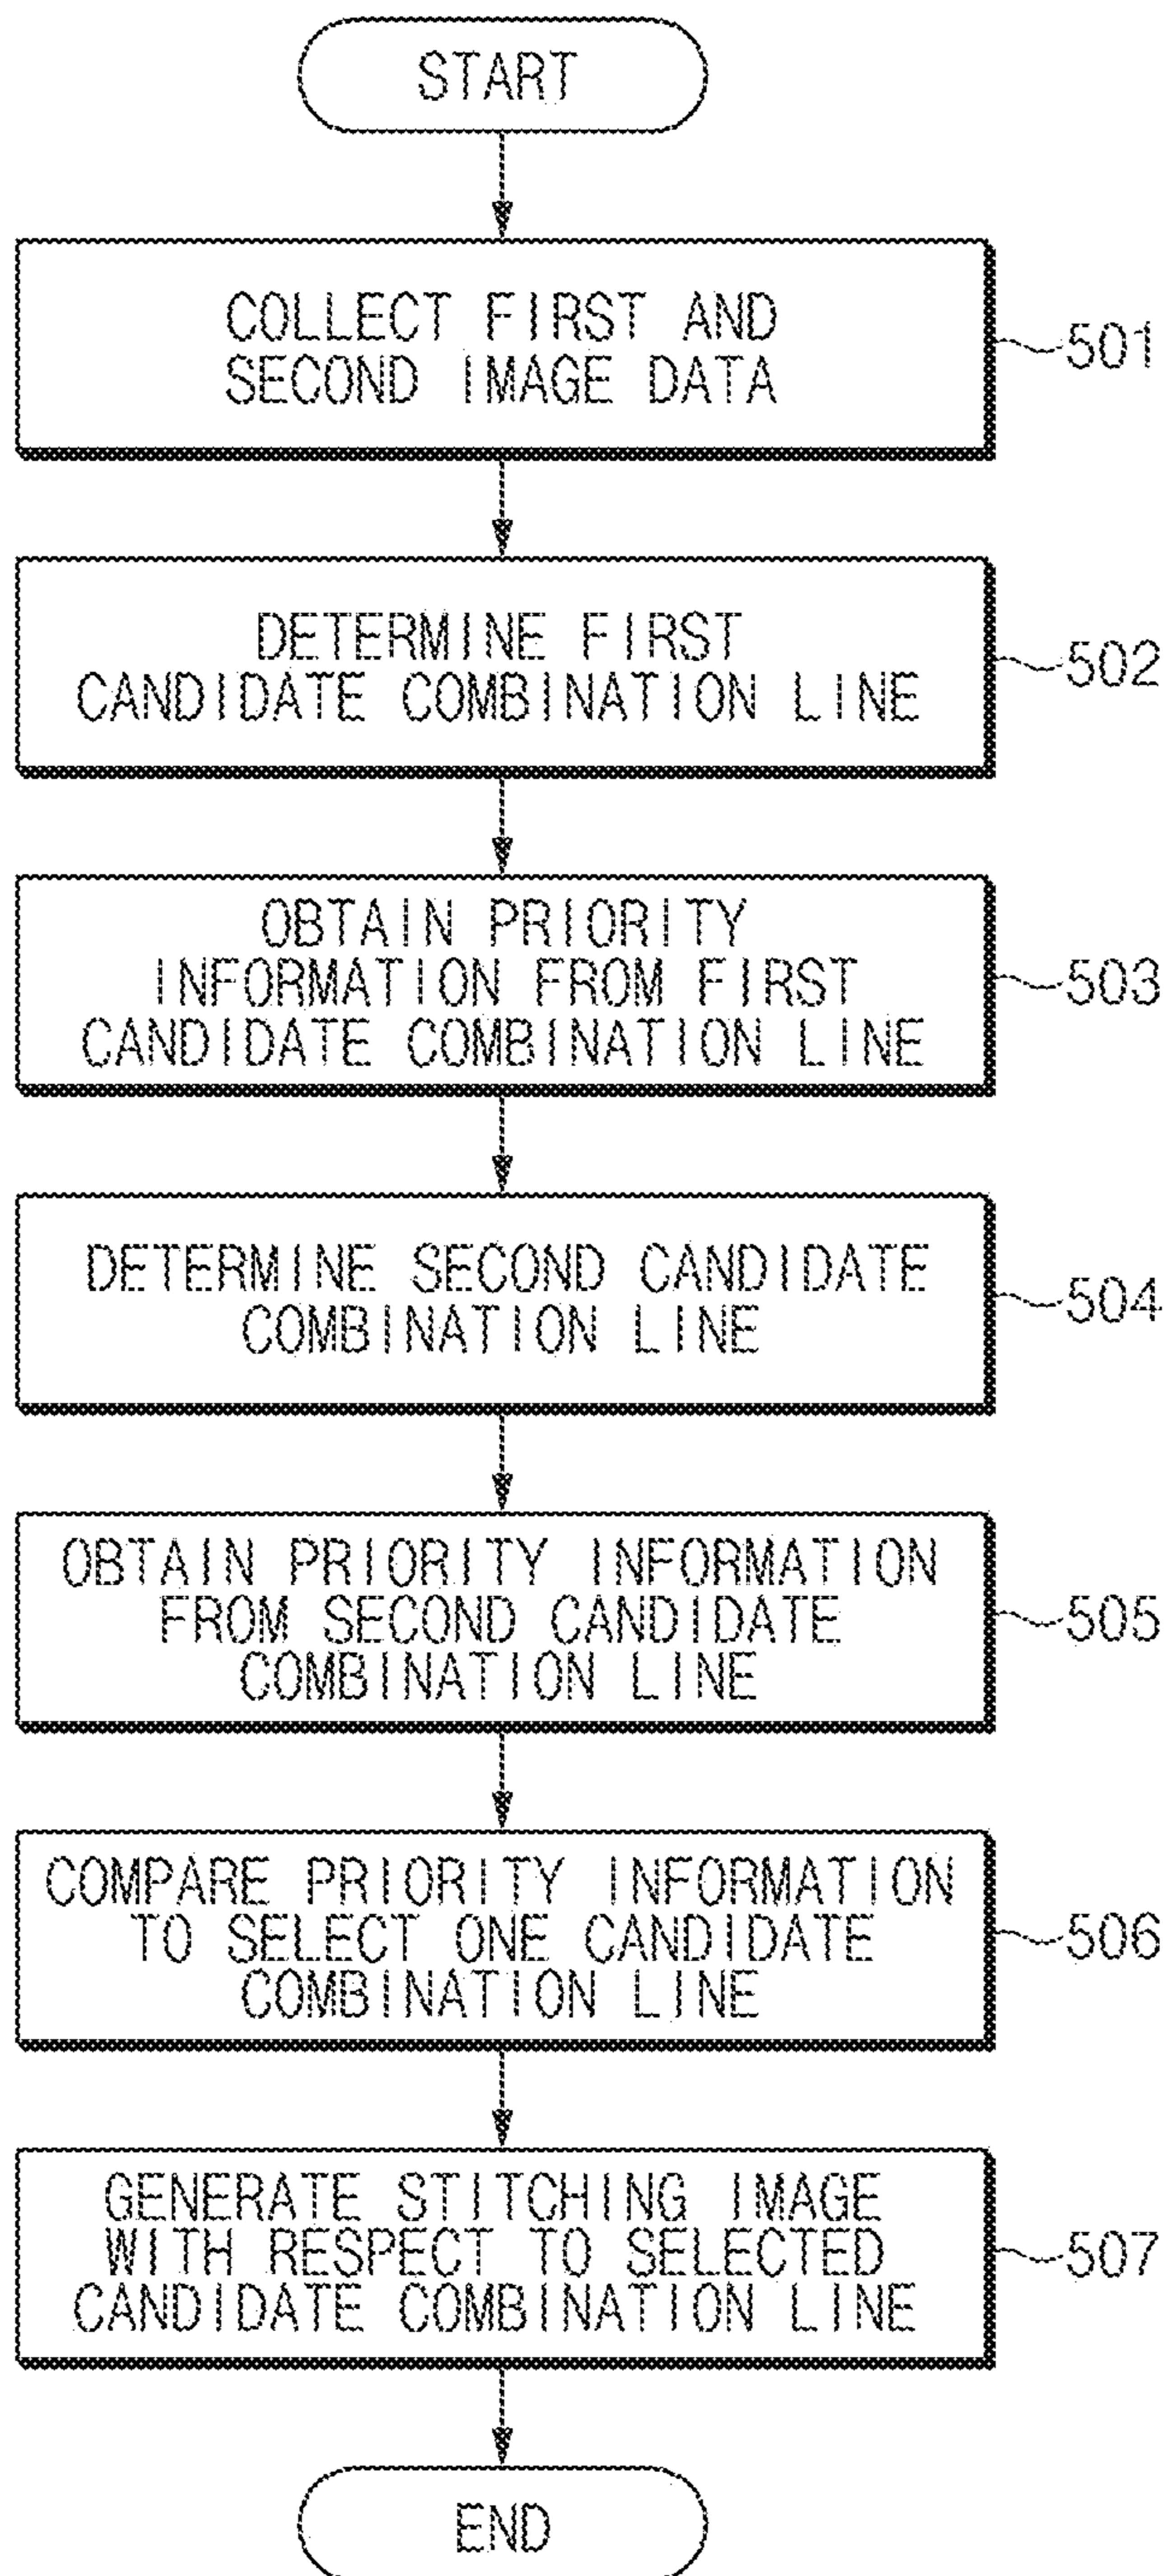 START
COLLECT FIRST AND
SECOND IMAGE DATA
501
DETERMINE FIRST
CANDIDATE COMBINATION LINE
502
OBTAIN PRIORITY
INFORMATION FROM FIRST
CANDIDATE COMBINATION LINE
503
DETERMINE SECOND CANDIDATE
COMBINATION LINE
504
OBTAIN PRIORITY INFORMATION
FROM SECOND CANDIDATE
COMBINATION LINE
505
COMPARE PRIORITY INFORMATION
TO SELECT ONE CANDIDATE
COMBINATION LINE
506
GENERATE STITCHING IMAGE
WITH RESPECT TO SELECTED
CANDIDATE COMBINATION LINE
507
END